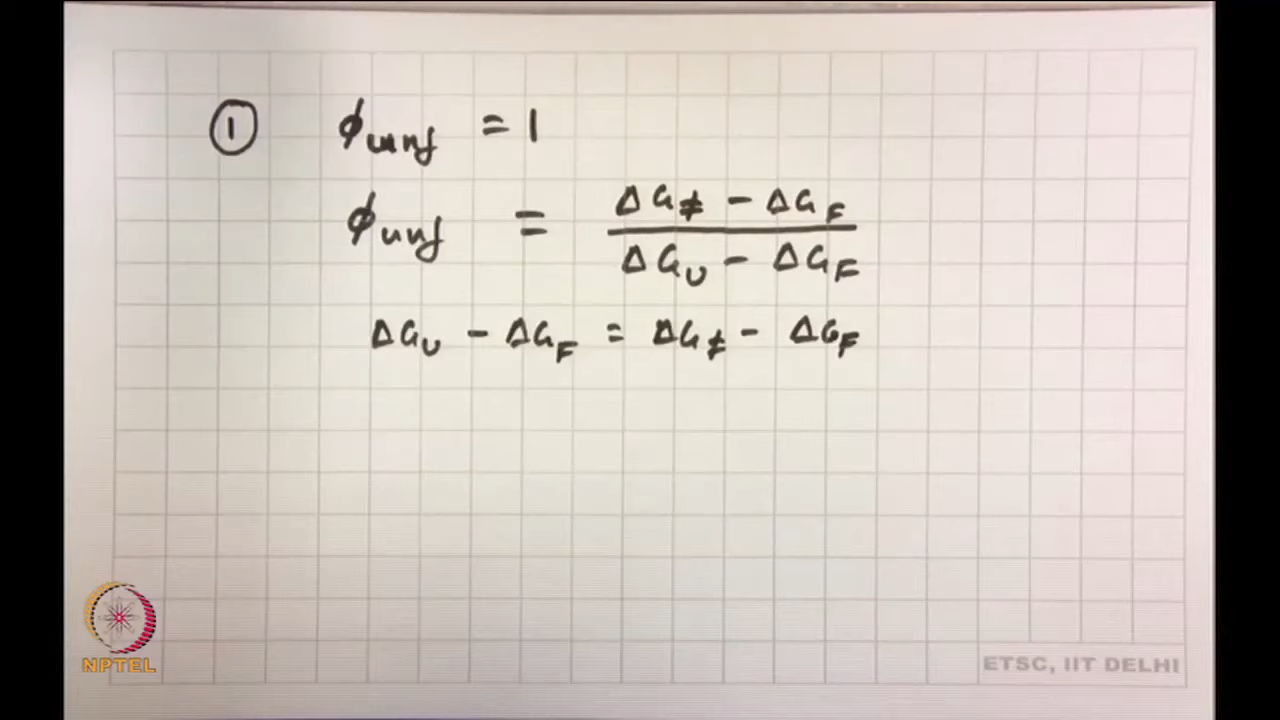 ① ϕunf = 1
ϕunf = (ΔG≠ − ΔGF) / (ΔGU − ΔGF)
ΔGU − ΔGF = ΔG≠ − ΔGF
NPTEL
ETSC, IIT DELHI